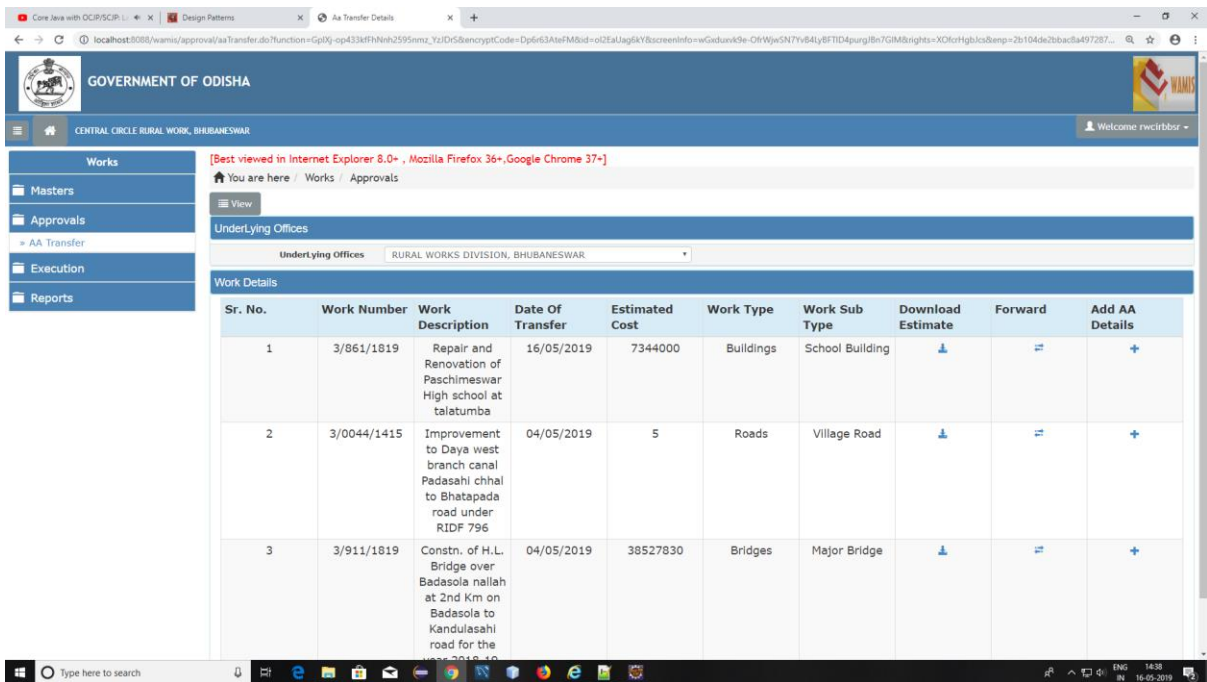 Core Java with OCJP/SCJP: L
Design Patterns
Aa Transfer Details
GOVERNMENT OF ODISHA
WAMIS
CENTRAL CIRCLE RURAL WORK, BHUBANESWAR
Welcome rwcirbbsr
Works
Masters
Approvals
» AA Transfer
Execution
Reports
[Best viewed in Internet Explorer 8.0+ , Mozilla Firefox 36+,Google Chrome 37+]
You are here / Works / Approvals
View
UnderLying Offices
UnderLying Offices RURAL WORKS DIVISION, BHUBANESWAR
Work Details
Sr. No. Work Number Work Description Date Of Transfer Estimated Cost Work Type Work Sub Type Download Estimate Forward Add AA Details
1 3/861/1819 Repair and
Renovation of
Paschimeswar
High school at
talatumba
16/05/2019 7344000 Buildings School Building
2 3/0044/1415 Improvement
to Daya west
branch canal
Padasahi chhal
to Bhatapada
road under
RIDF 796
04/05/2019 5 Roads Village Road
3 3/911/1819 Constn. of H.L.
Bridge over
Badasola nallah
at 2nd Km on
Badasola to
Kandulasahi
road for the
year 2018-19
04/05/2019 38527830 Bridges Major Bridge
Type here to search
ENG 14:38
IN 16-05-2019